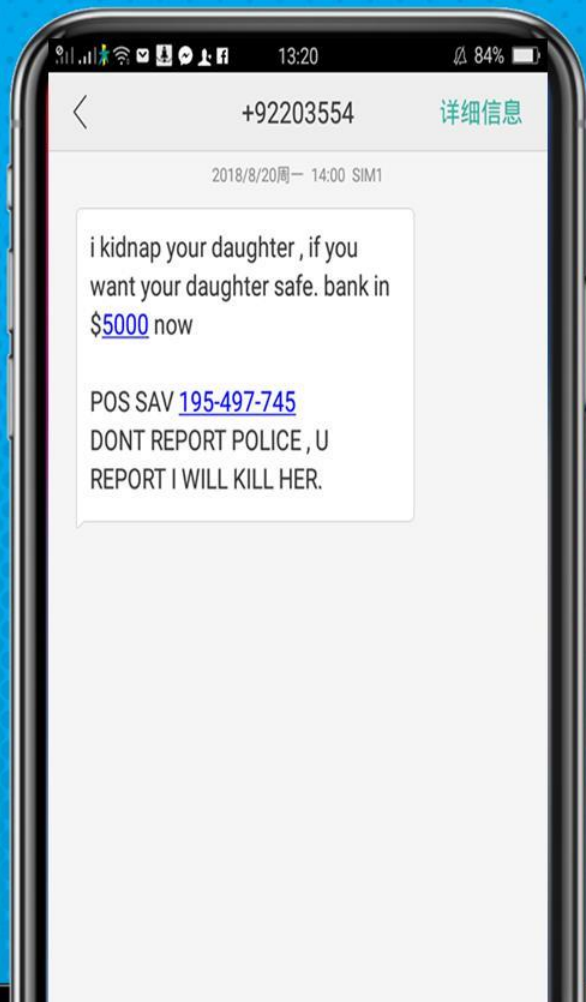 13:20
84%
+92203554
详细信息
2018/8/20周一 14:00 SIM1
i kidnap your daughter , if you
want your daughter safe. bank in
$5000 now
POS SAV 195-497-745
DONT REPORT POLICE , U
REPORT I WILL KILL HER.